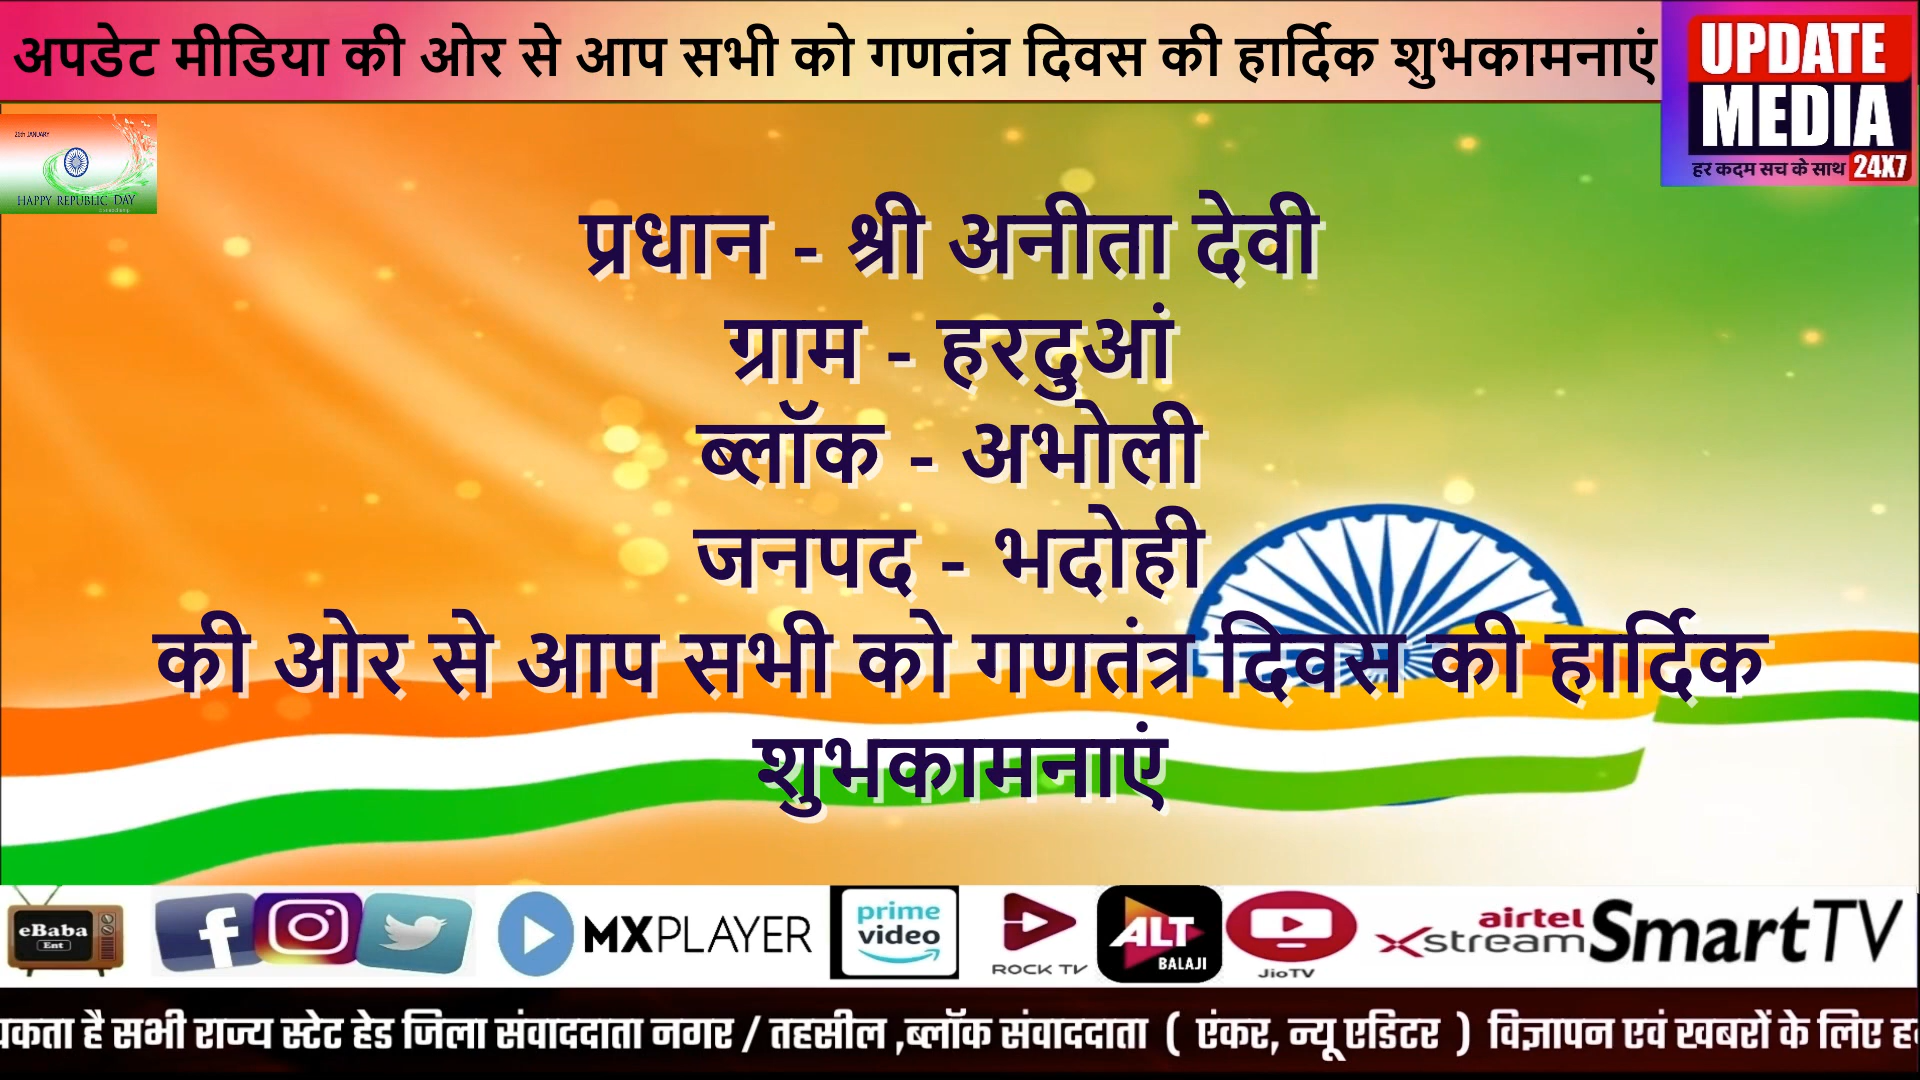 अपडेट मीडिया की ओर से आप सभी को गणतंत्र दिवस की हार्दिक शुभकामनाएं
UPDATE
MEDIA
हर कदम सच के साथ 24X7
26th JANUARY
HAPPY REPUBLIC DAY
प्रधान - श्री अनीता देवी
ग्राम - हरदुआं
ब्लॉक - अभोली
जनपद - भदोही
की ओर से आप सभी को गणतंत्र दिवस की हार्दिक
शुभकामनाएं
eBaba
Ent
MXPLAYER
prime
video
ROCK TV
ALT
BALAJI
JioTV
airtel
Xstream
SmartTV
है सभी राज्य स्टेट हेड जिला संवाददाता नगर / तहसील ,ब्लॉक संवाददाता ( एंकर, न्यू एडिटर ) विज्ञापन एवं खबरों के लिए